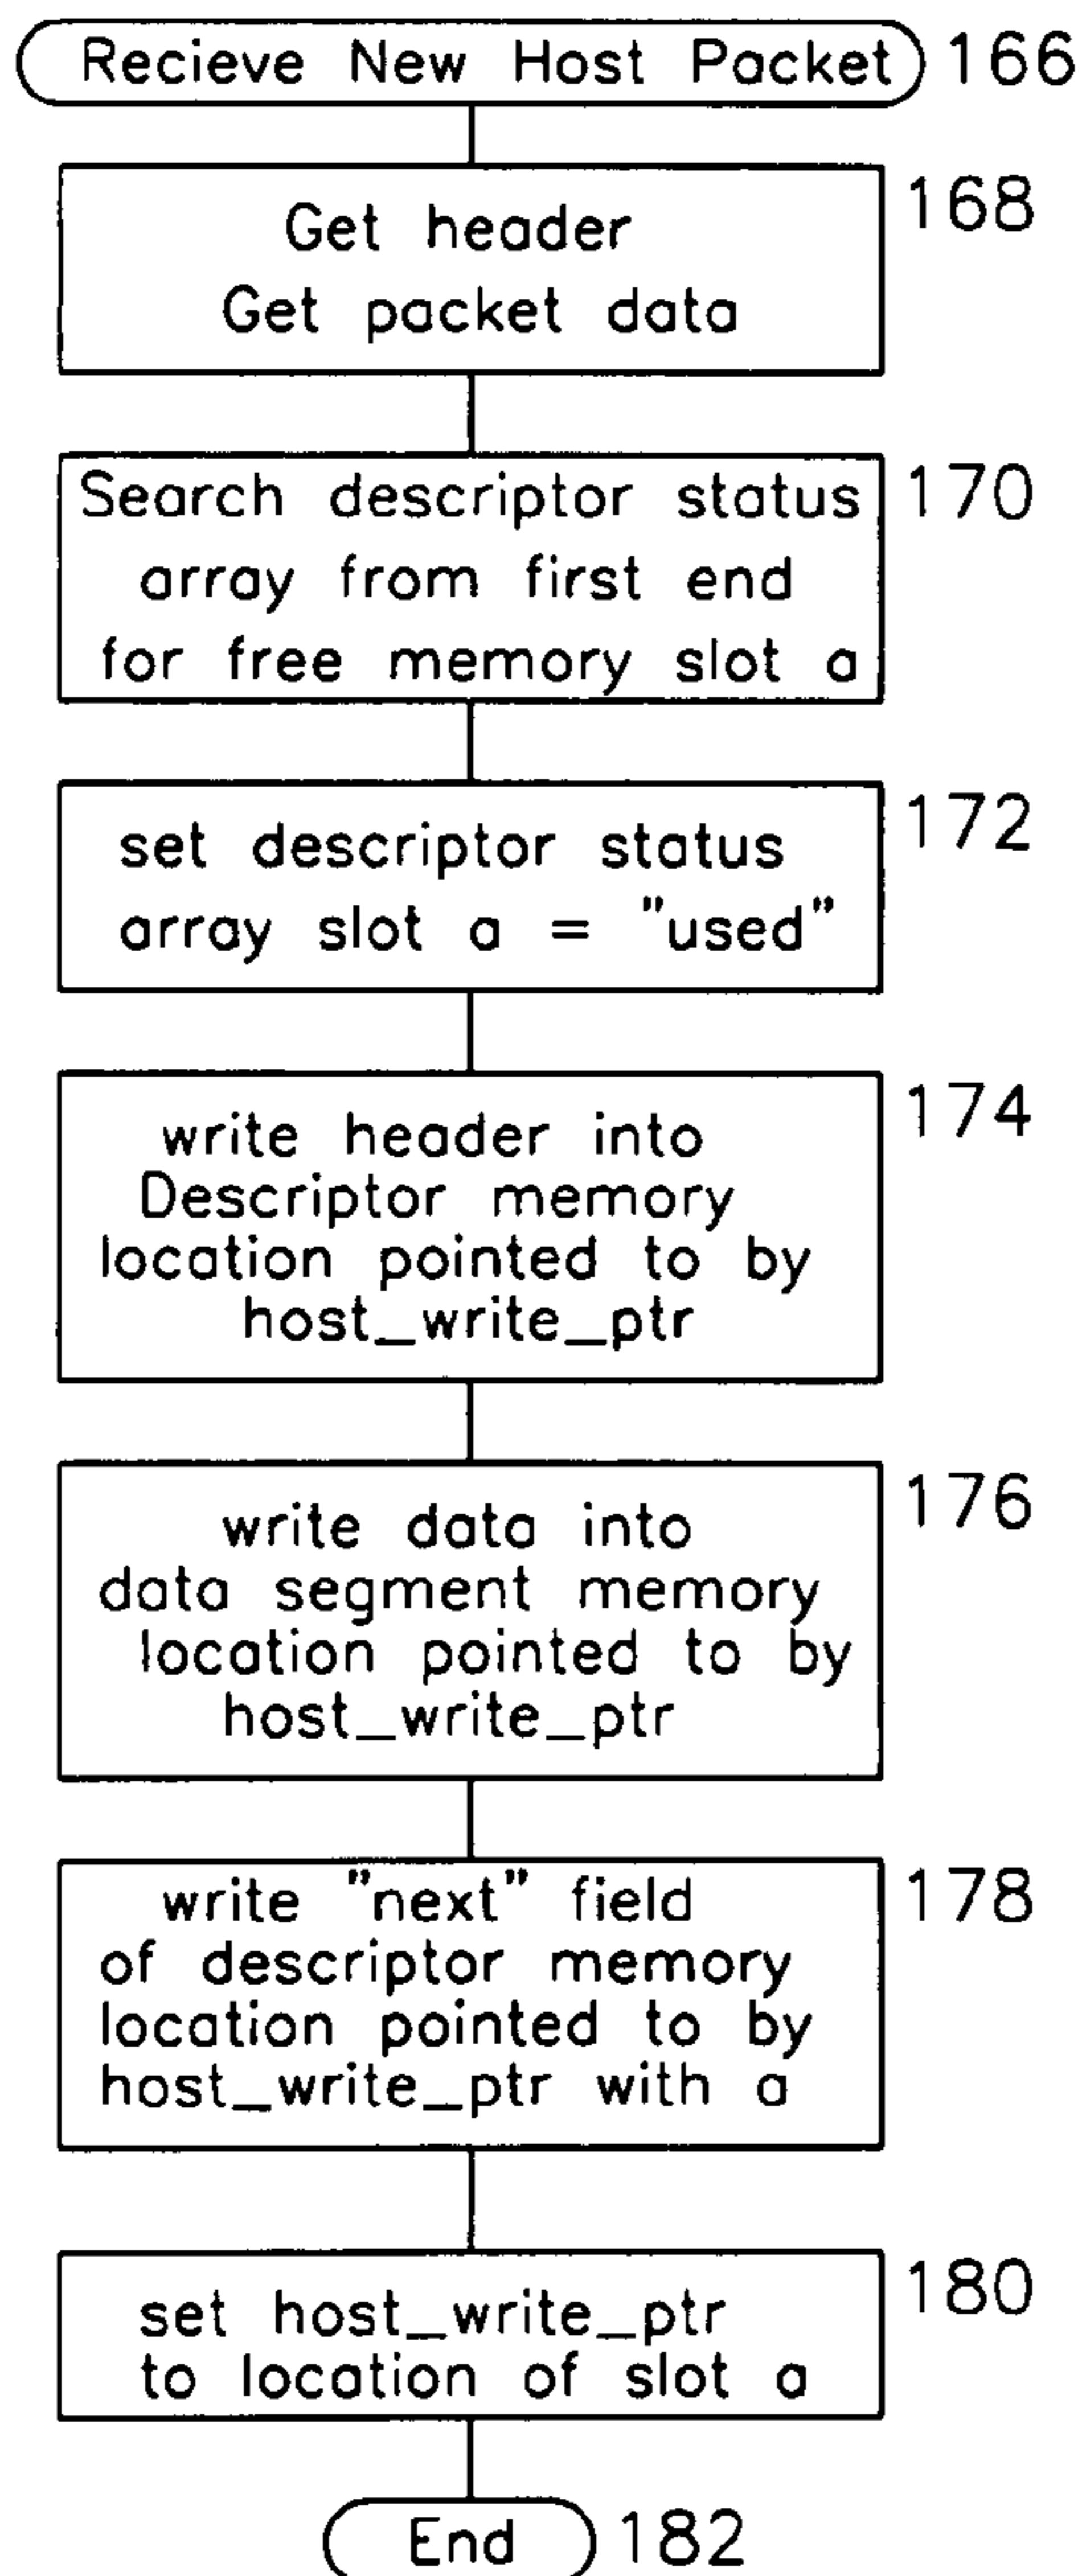 Recieve New Host Packet 166
168
Get header
Get packet data
170
Search descriptor status
array from first end
for free memory slot a
172
set descriptor status
array slot a = "used"
174
write header into
Descriptor memory
location pointed to by
host_write_ptr
176
write data into
data segment memory
location pointed to by
host_write_ptr
178
write "next" field
of descriptor memory
location pointed to by
host_write_ptr with a
180
set host_write_ptr
to location of slot a
End 182